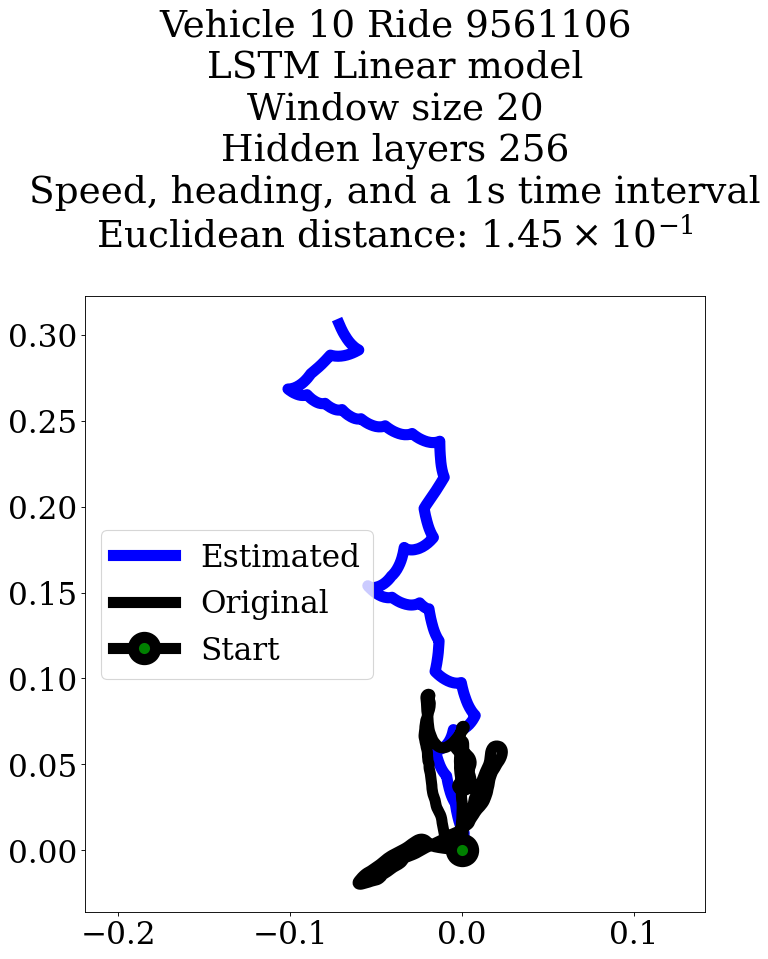 Vehicle 10 Ride 9561106
LSTM Linear model
Window size 20
Hidden layers 256
Speed, heading, and a 1s time interval
Euclidean distance: 1.45 × 10⁻¹
0.30
0.25
0.20
0.15
0.10
0.05
0.00
Estimated
Original
Start
−0.2
−0.1
0.0
0.1